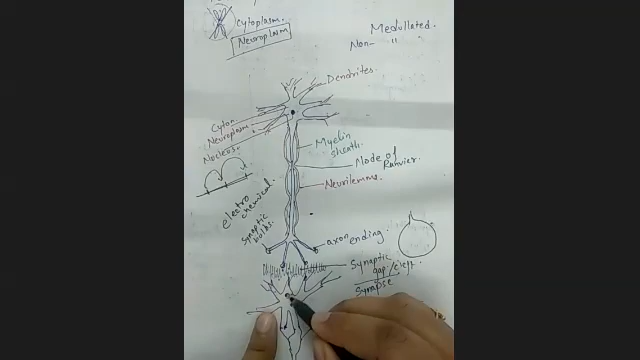 Cytoplasm.
Neuroplasm
Medullated.
Non- " "
Dendrites
Cyton
Neuroplasm
Nucleus
Myelin
sheath
Node of
Ranvier.
Neurilemma
electro
chemical
synaptic
bulbs.
axon ending
Synaptic
gap/cleft
Synapse